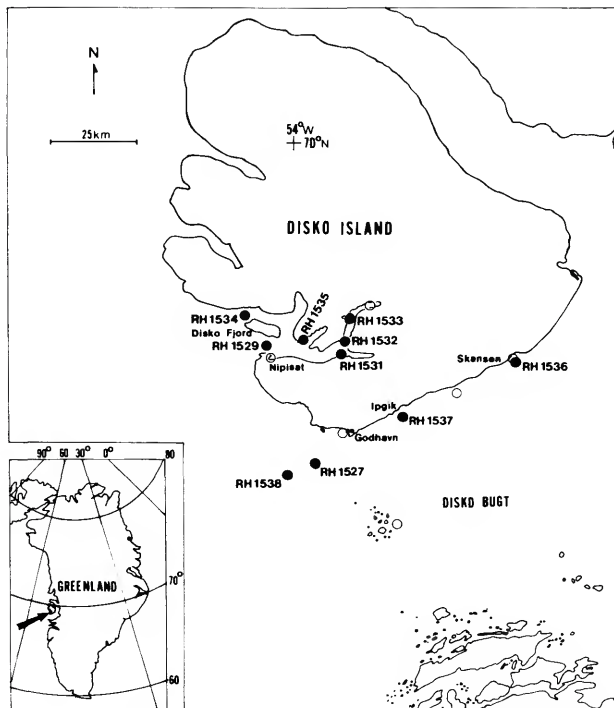 N
25km
54°W
70°N
DISKO ISLAND
RH 1535
RH 1534
RH 1533
Disko Fjord
RH 1529
RH 1532
Nipisat
RH 1531
Skansen
RH 1536
Ipgik
RH 1537
Godhavn
RH 1527
RH 1538
DISKO BUGT
90° 60 30° 0° 80
GREENLAND
70°
60